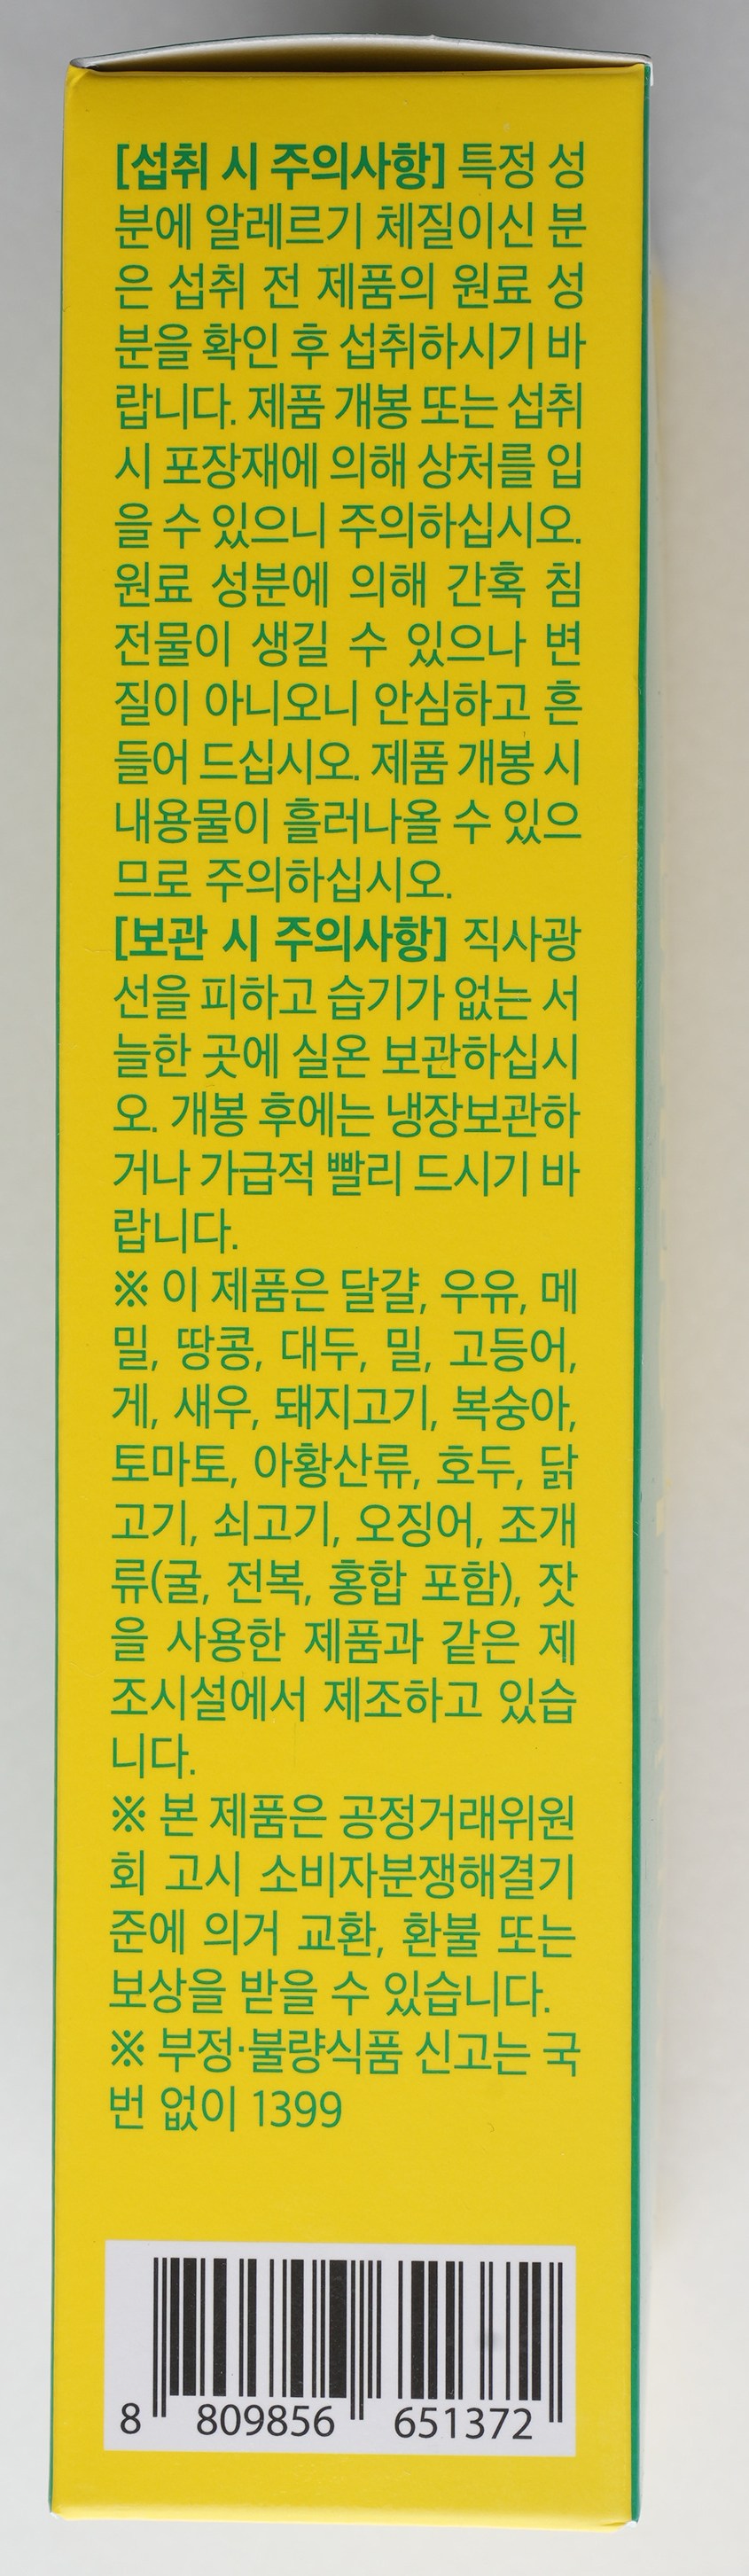 [섭취 시 주의사항] 특정 성
분에 알레르기 체질이신 분
은 섭취 전 제품의 원료 성
분을 확인 후 섭취하시기 바
랍니다. 제품 개봉 또는 섭취
시 포장재에 의해 상처를 입
을 수 있으니 주의하십시오.
원료 성분에 의해 간혹 침
전물이 생길 수 있으나 변
질이 아니오니 안심하고 흔
들어 드십시오. 제품 개봉 시
내용물이 흘러나올 수 있으
므로 주의하십시오.
[보관 시 주의사항] 직사광
선을 피하고 습기가 없는 서
늘한 곳에 실온 보관하십시
오. 개봉 후에는 냉장보관하
거나 가급적 빨리 드시기 바
랍니다.
※ 이 제품은 달걀, 우유, 메
밀, 땅콩, 대두, 밀, 고등어,
게, 새우, 돼지고기, 복숭아,
토마토, 아황산류, 호두, 닭
고기, 쇠고기, 오징어, 조개
류(굴, 전복, 홍합 포함), 잣
을 사용한 제품과 같은 제
조시설에서 제조하고 있습
니다.
※ 본 제품은 공정거래위원
회 고시 소비자분쟁해결기
준에 의거 교환, 환불 또는
보상을 받을 수 있습니다.
※ 부정·불량식품 신고는 국
번 없이 1399
8 809856 651372